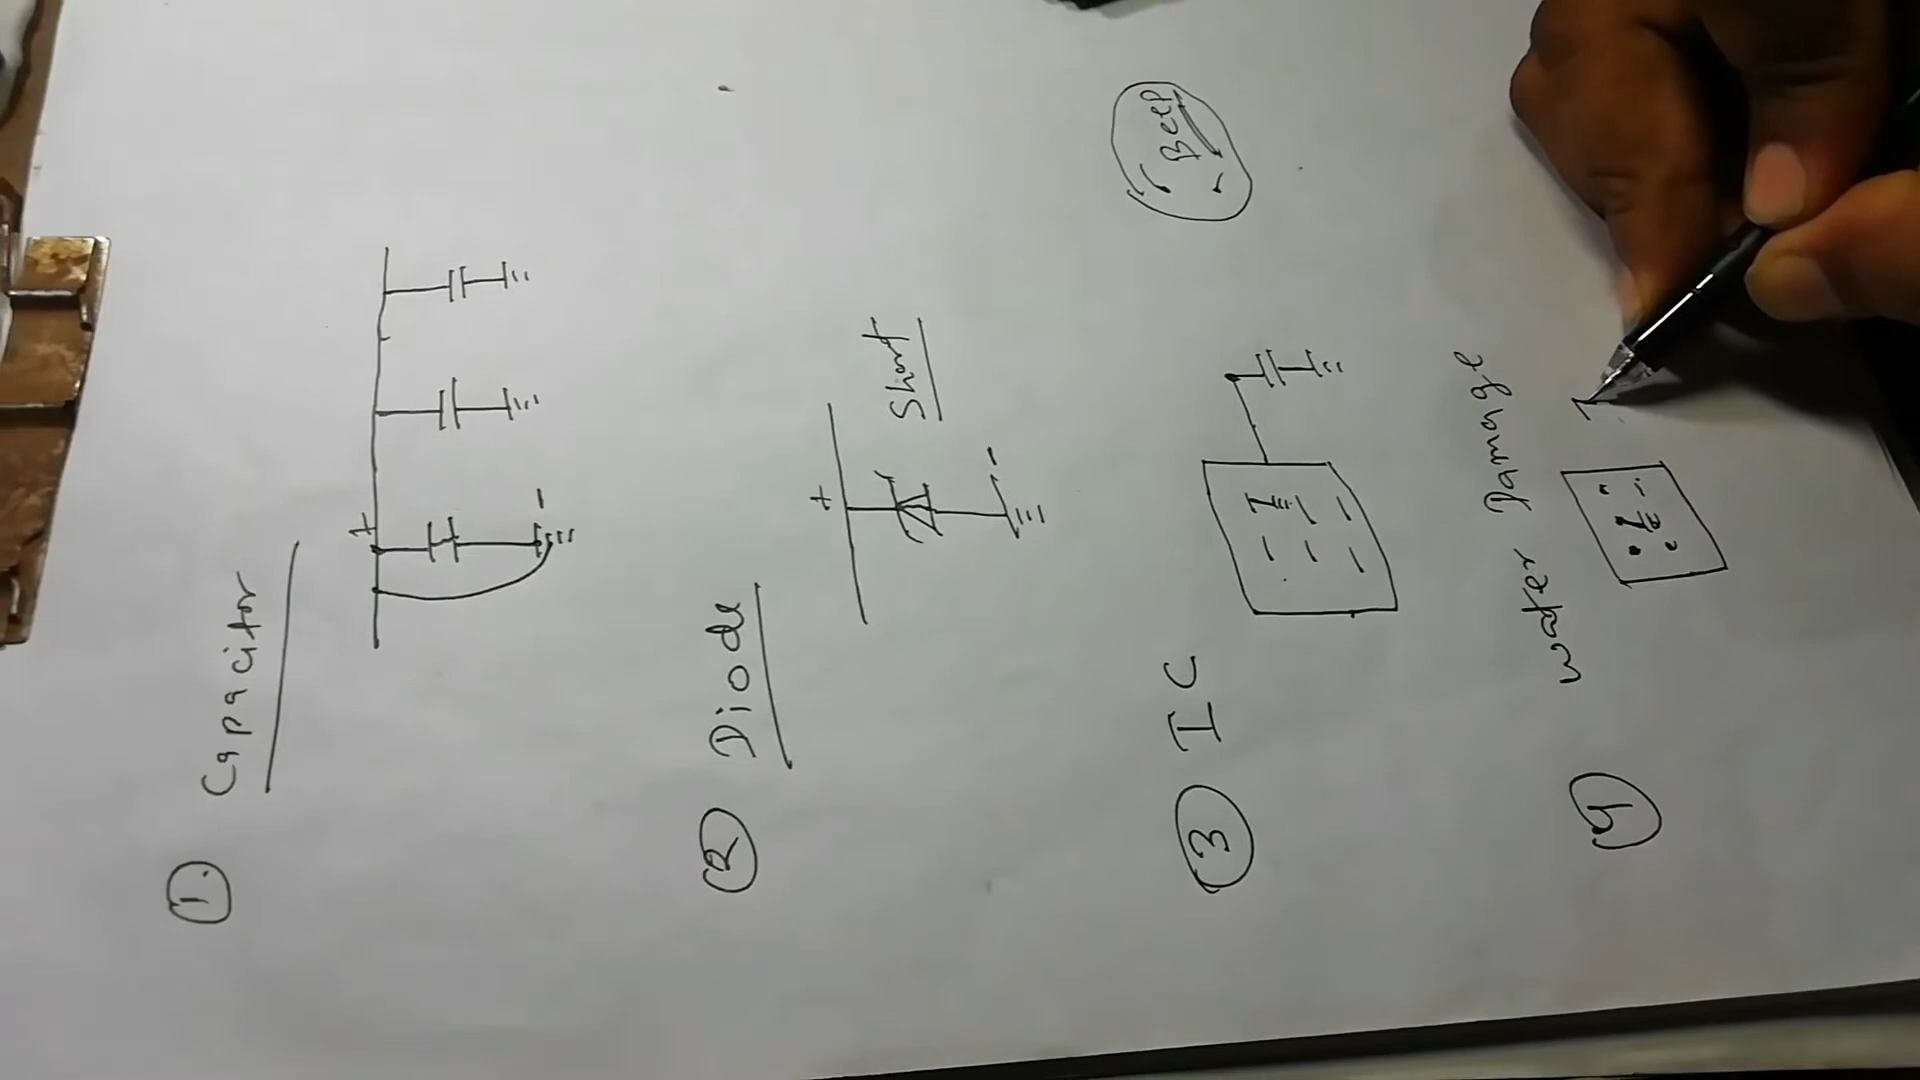 1. Capacitor
+
-
2 Diode
+
-
Short
3 IC
Beep
4 water Damage